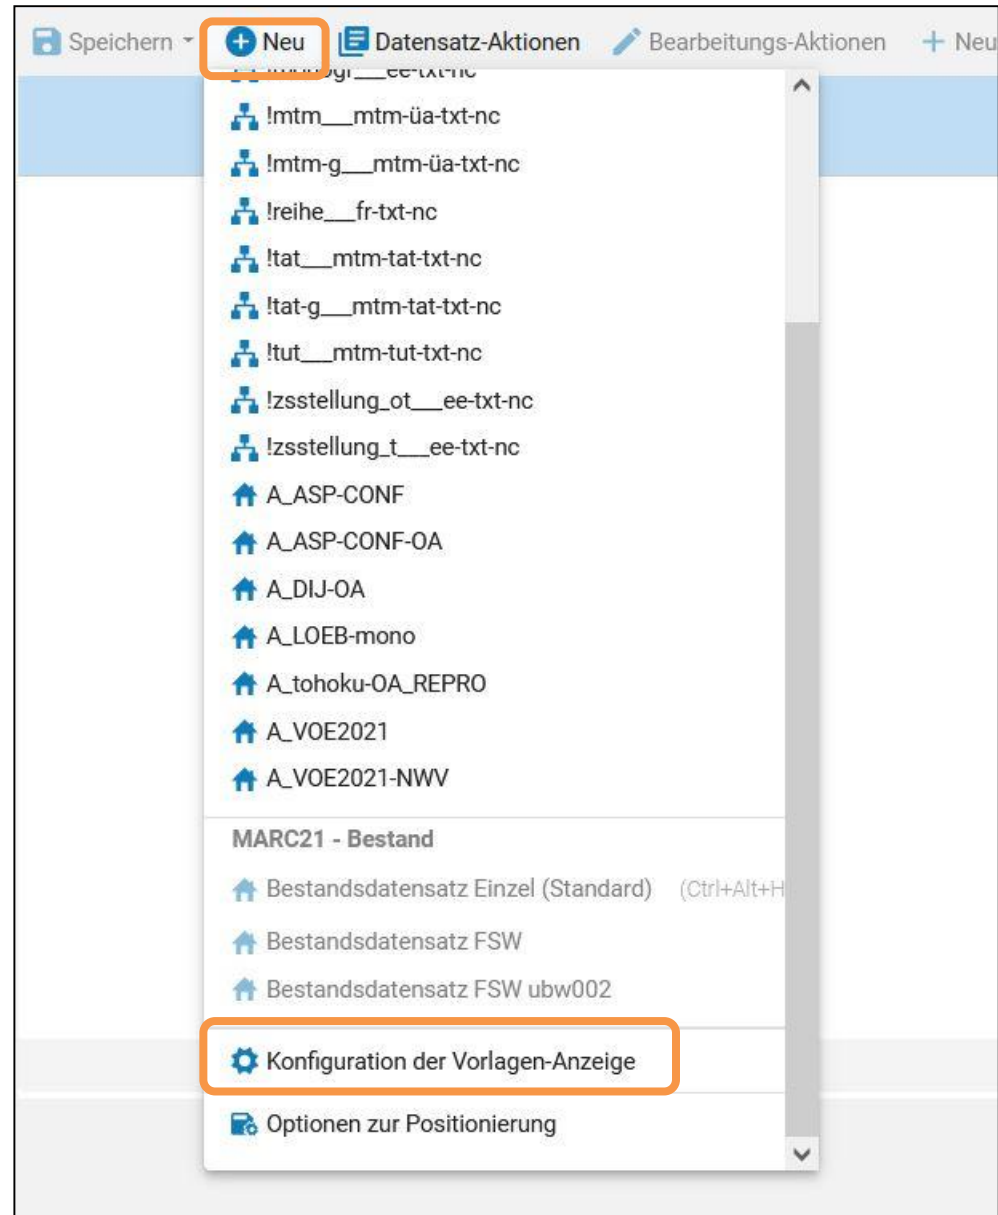 Speichern Neu Datensatz-Aktionen Bearbeitungs-Aktionen + Neu
!mtm___mtm-üa-txt-nc
!mtm-g___mtm-üa-txt-nc
!reihe___fr-txt-nc
!tat___mtm-tat-txt-nc
!tat-g___mtm-tat-txt-nc
!tut___mtm-tut-txt-nc
!zsstellung_ot___ee-txt-nc
!zsstellung_t___ee-txt-nc
A_ASP-CONF
A_ASP-CONF-OA
A_DIJ-OA
A_LOEB-mono
A_tohoku-OA_REPRO
A_VOE2021
A_VOE2021-NWV
MARC21 - Bestand
Bestandsdatensatz Einzel (Standard) (Ctrl+Alt+H
Bestandsdatensatz FSW
Bestandsdatensatz FSW ubw002
Konfiguration der Vorlagen-Anzeige
Optionen zur Positionierung